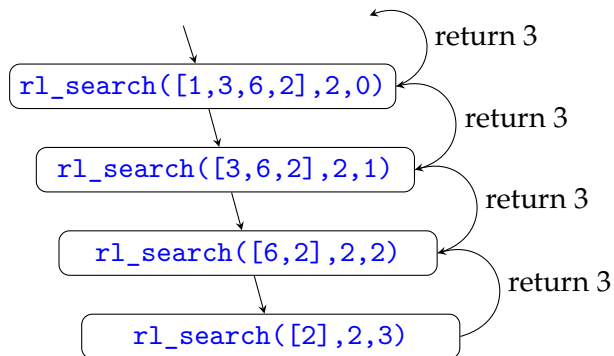 return 3
rl_search([1,3,6,2],2,0)
return 3
rl_search([3,6,2],2,1)
return 3
rl_search([6,2],2,2)
return 3
rl_search([2],2,3)